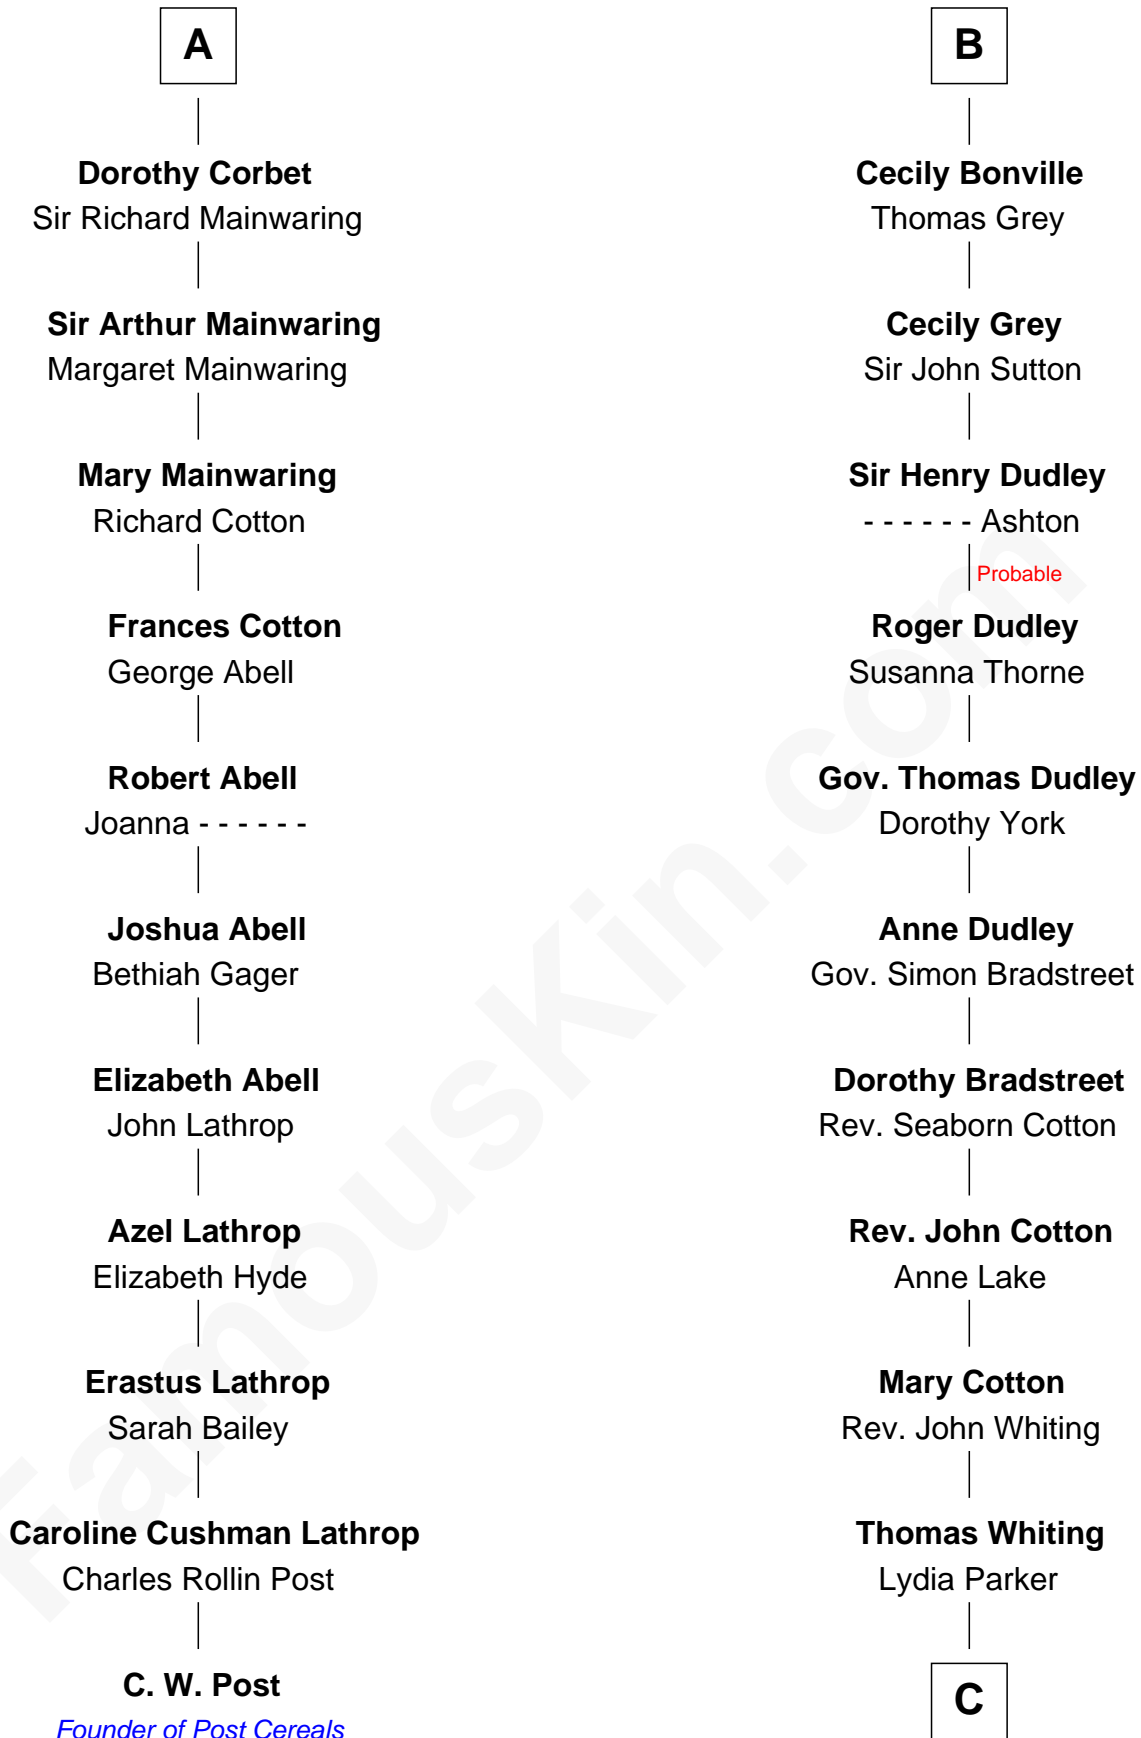 A
Dorothy Corbet
Sir Richard Mainwaring
Sir Arthur Mainwaring
Margaret Mainwaring
Mary Mainwaring
Richard Cotton
Frances Cotton
George Abell
Robert Abell
Joanna - - - - - -
Joshua Abell
Bethiah Gager
Elizabeth Abell
John Lathrop
Azel Lathrop
Elizabeth Hyde
Erastus Lathrop
Sarah Bailey
Caroline Cushman Lathrop
Charles Rollin Post
C. W. Post
Founder of Post Cereals
B
Cecily Bonville
Thomas Grey
Cecily Grey
Sir John Sutton
Sir Henry Dudley
- - - - - - Ashton
Probable
Roger Dudley
Susanna Thorne
Gov. Thomas Dudley
Dorothy York
Anne Dudley
Gov. Simon Bradstreet
Dorothy Bradstreet
Rev. Seaborn Cotton
Rev. John Cotton
Anne Lake
Mary Cotton
Rev. John Whiting
Thomas Whiting
Lydia Parker
C
FamousKin.com